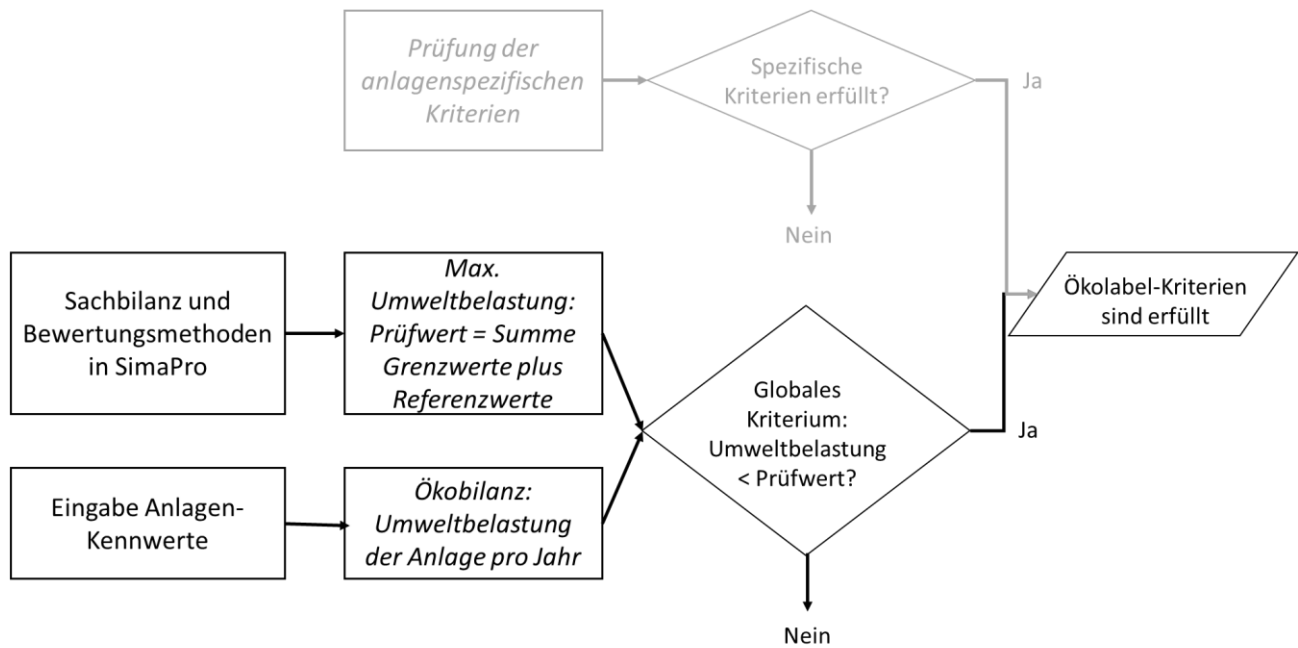 Prüfung der
anlagenspezifischen
Kriterien
Spezifische
Kriterien erfüllt?
Ja
Nein
Sachbilanz und
Bewertungsmethoden
in SimaPro
Max.
Umweltbelastung:
Prüfwert = Summe
Grenzwerte plus
Referenzwerte
Ökolabel-Kriterien
sind erfüllt
Globales
Kriterium:
Umweltbelastung
< Prüfwert?
Ja
Eingabe Anlagen-
Kennwerte
Ökobilanz:
Umweltbelastung
der Anlage pro Jahr
Nein